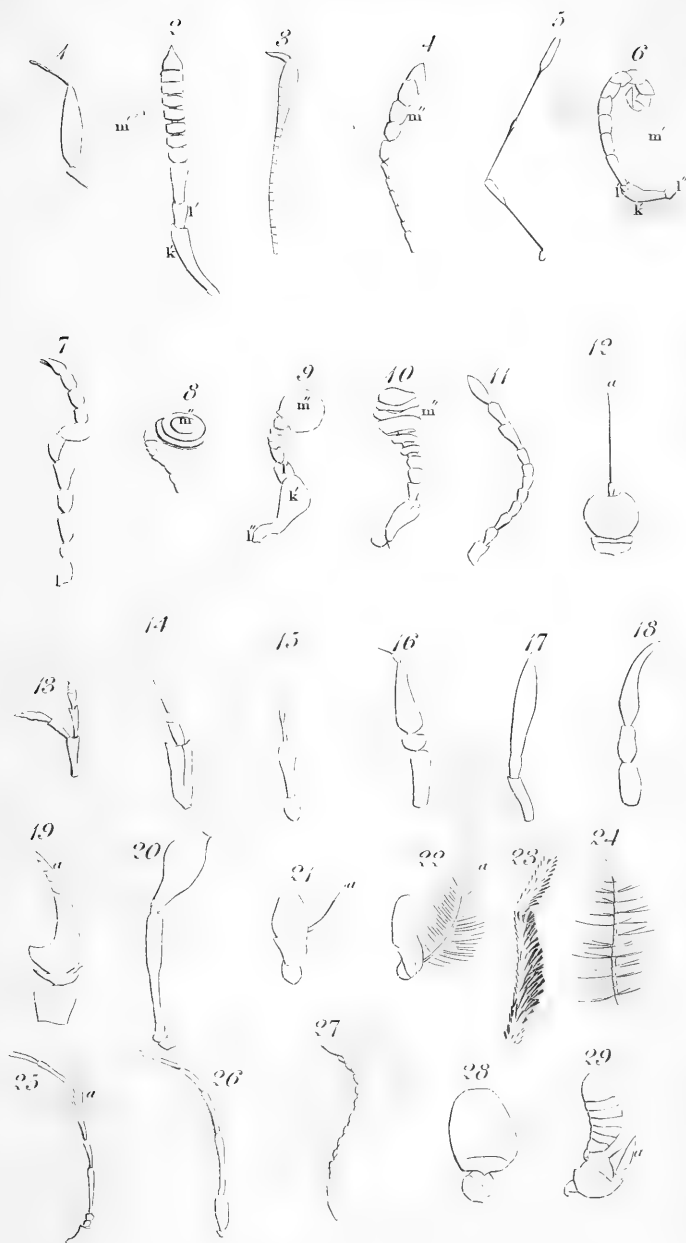 1 2 3 4 5 6
m''' m'' m'
l' l' l''
k' k'
7 8 9 10 11 12
a
m'' m'' m''
l k'
l l''
13 14 15 16 17 18
19 20 21 22 23 24
a a a
25 26 27 28 29
a a